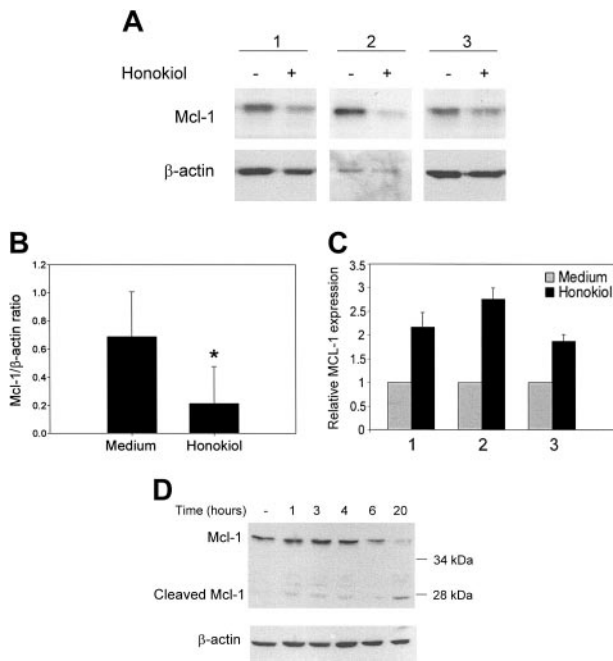 A
1 2 3
Honokiol - + - + - +
Mcl-1
β-actin
B
Mcl-1/β-actin ratio
1.2
1.0
0.8
0.6
0.4
0.2
0.0
*
Medium Honokiol
C
Relative MCL-1 expression
3.5
3
2.5
2
1.5
1
0.5
0
Medium
Honokiol
1 2 3
D
Time (hours) - 1 3 4 6 20
Mcl-1
34 kDa
Cleaved Mcl-1 28 kDa
β-actin